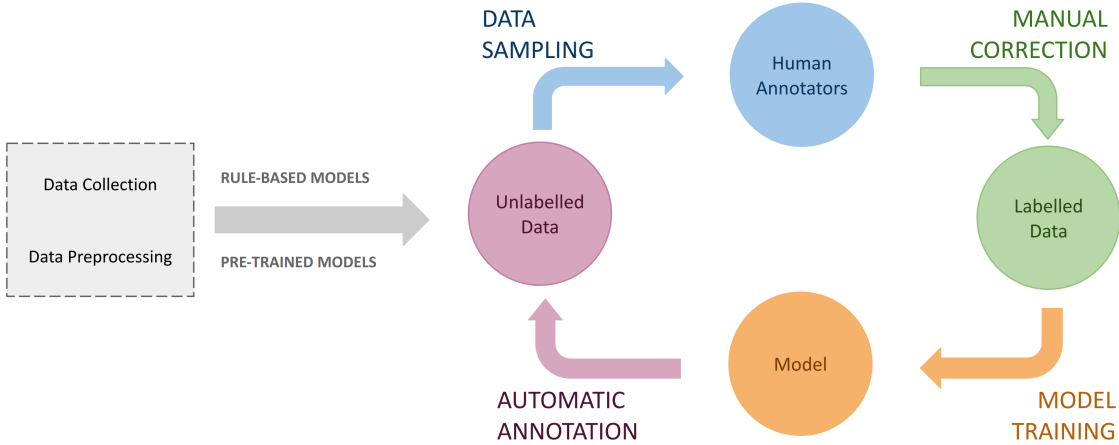 DATA
SAMPLING
MANUAL
CORRECTION
Human
Annotators
Data Collection
Data Preprocessing
RULE-BASED MODELS
PRE-TRAINED MODELS
Unlabelled
Data
Labelled
Data
Model
AUTOMATIC
ANNOTATION
MODEL
TRAINING